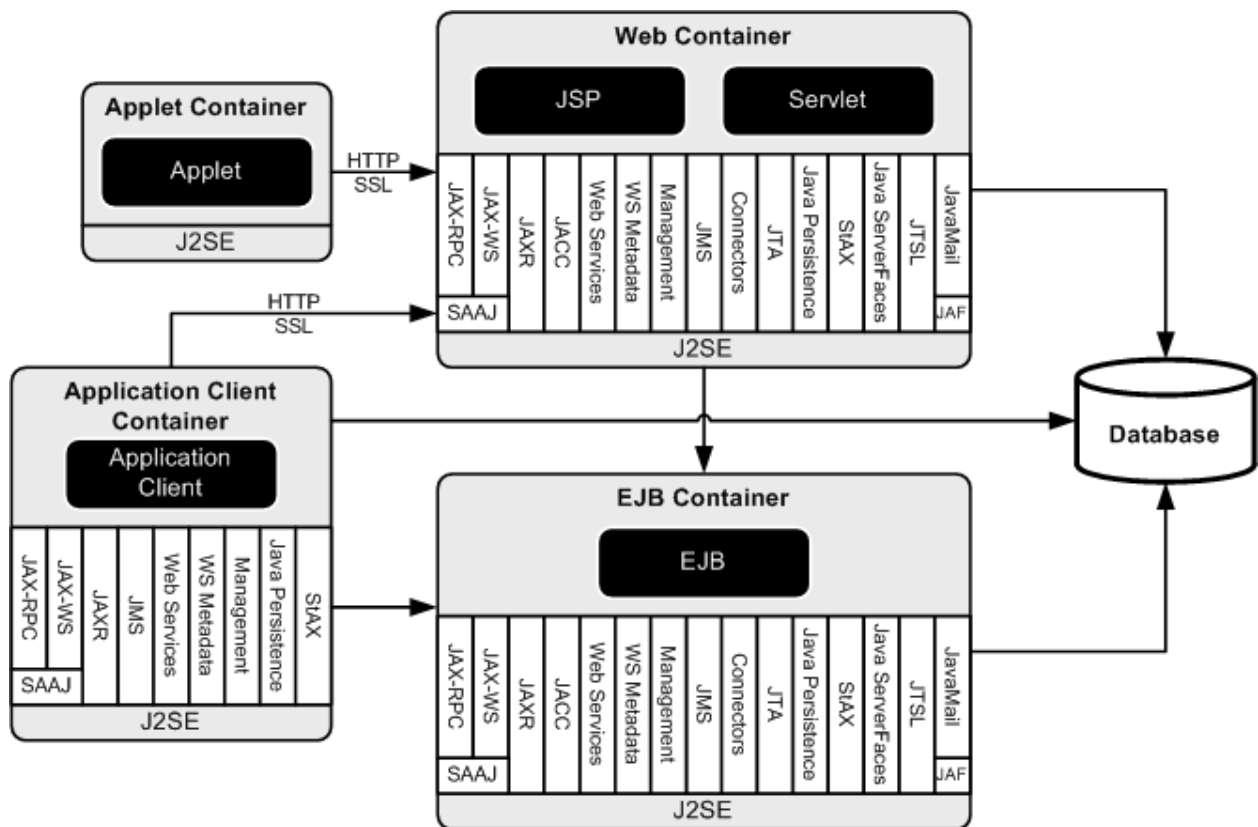 Web Container
JSP
Servlet
JAX-RPC
JAX-WS
SAAJ
JAXR
JACC
Web Services
WS Metadata
Management
JMS
Connectors
JTA
Java Persistence
StAX
Java ServerFaces
JTSL
JavaMail
JAF
J2SE
Applet Container
Applet
J2SE
HTTP
SSL
HTTP
SSL
Application Client
Container
Application
Client
JAX-RPC
JAX-WS
SAAJ
JAXR
JMS
Web Services
WS Metadata
Management
Java Persistence
StAX
J2SE
Database
EJB Container
EJB
JAX-RPC
JAX-WS
SAAJ
JAXR
JACC
Web Services
WS Metadata
Management
JMS
Connectors
JTA
Java Persistence
StAX
Java ServerFaces
JTSL
JavaMail
JAF
J2SE